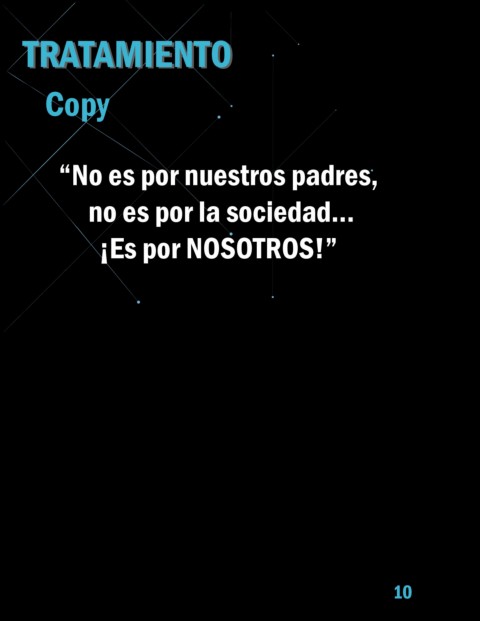 TRATAMIENTO
Copy
“No es por nuestros padres,
no es por la sociedad...
¡Es por NOSOTROS!”
10